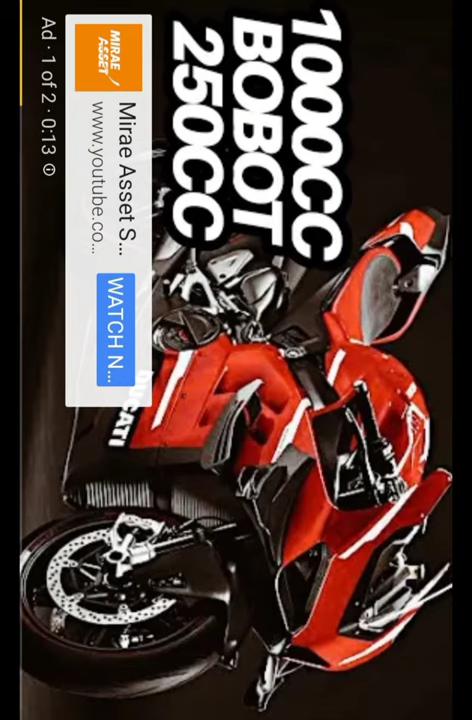 1000CC
BOBOT
250CC
MIRAE
ASSET
Mirae Asset S...
www.youtube.co...
WATCH N...
Ad · 1 of 2 · 0:13
DUCATI